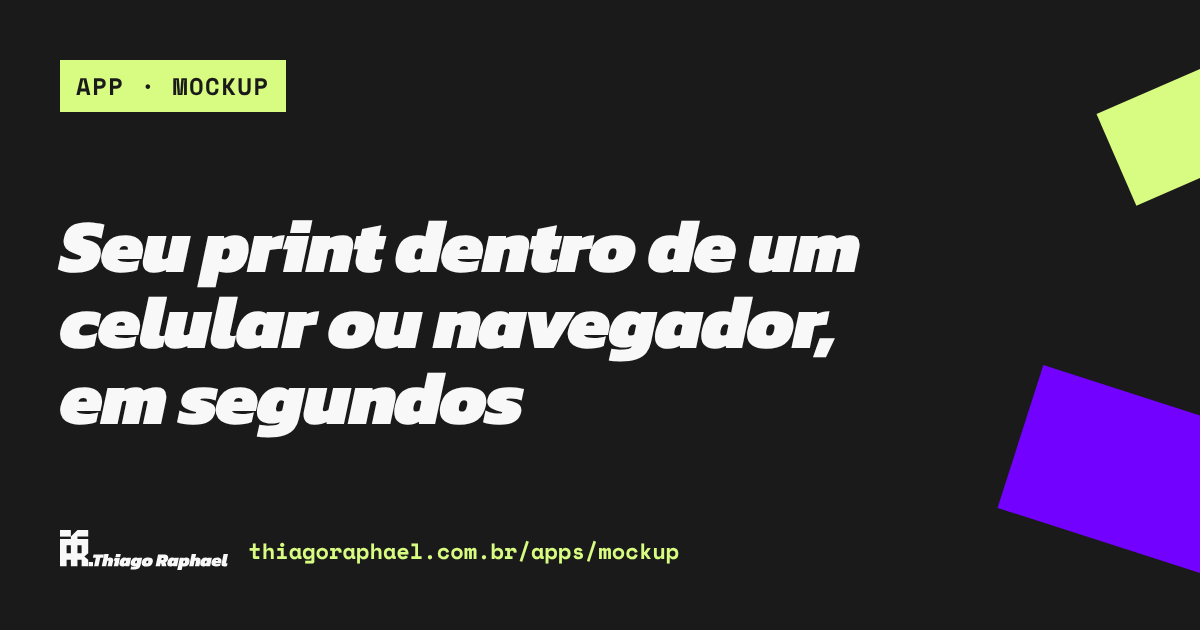 APP · MOCKUP
Seu print dentro de um
celular ou navegador,
em segundos
Thiago Raphael
thiagoraphael.com.br/apps/mockup